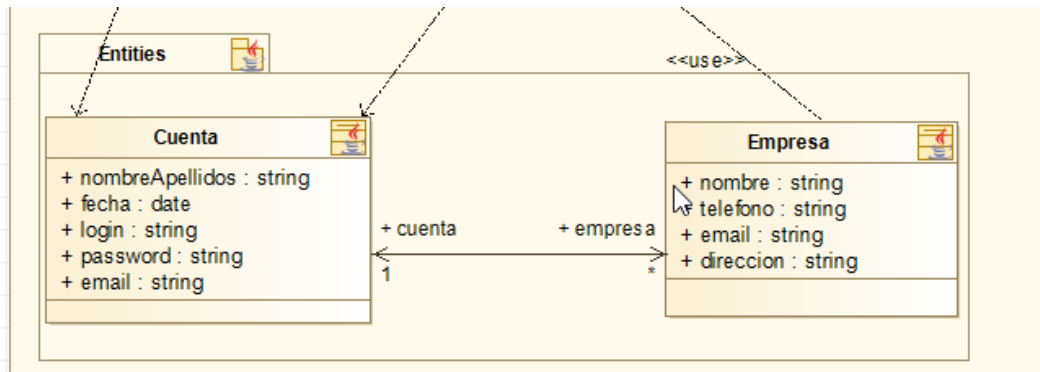 Entities
<<use>>
Cuenta
+ nombreApellidos : string
+ fecha : date
+ login : string
+ password : string
+ email : string
+ cuenta
1
+ empresa
*
Empresa
+ nombre : string
+ telefono : string
+ email : string
+ direccion : string